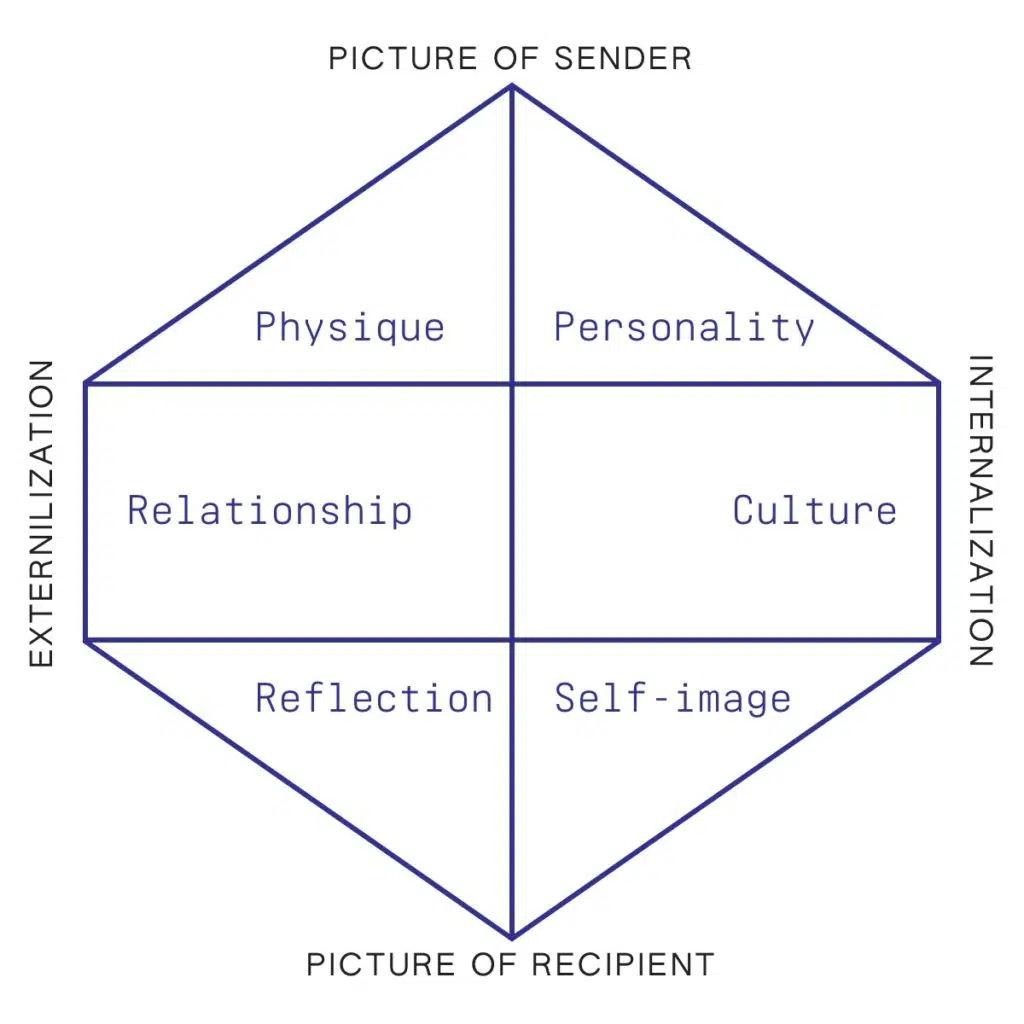 PICTURE OF SENDER
Physique
Personality
EXTERNILIZATION
Relationship
Culture
INTERNALIZATION
Reflection
Self-image
PICTURE OF RECIPIENT